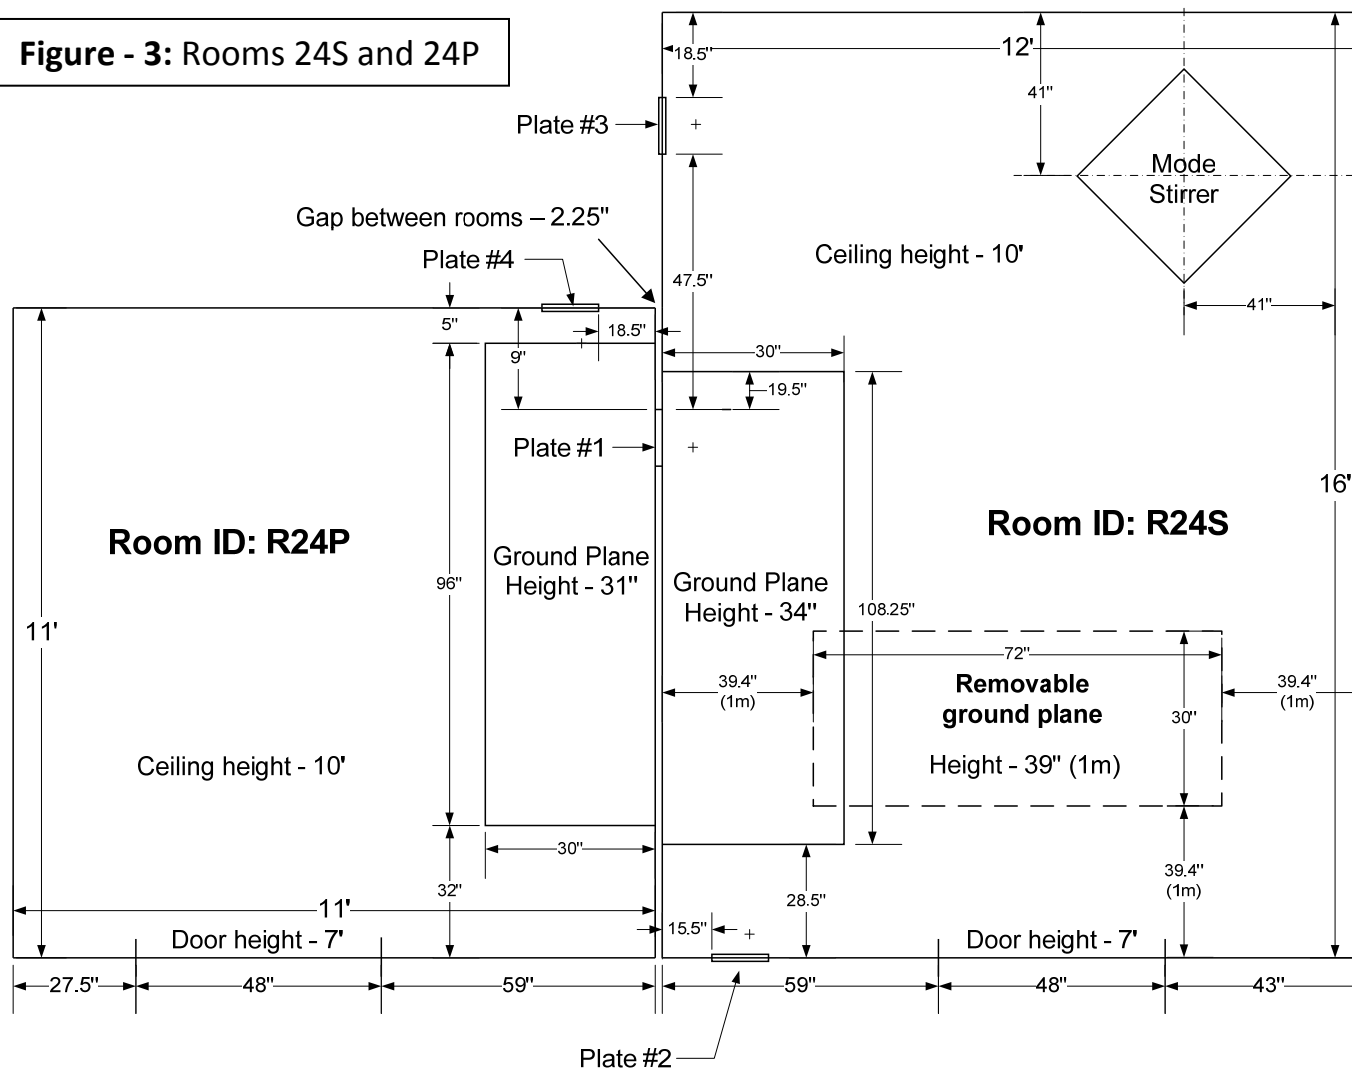 Figure - 3: Rooms 24S and 24P
18.5"
12'
41"
Plate #3
Mode
Stirrer
Gap between rooms – 2.25"
Plate #4
Ceiling height - 10'
47.5"
41"
5"
18.5"
9"
30"
19.5"
Plate #1
16'
Room ID: R24P
Room ID: R24S
Ground Plane
Height - 31"
Ground Plane
Height - 34"
96"
108.25"
11'
72"
39.4"
(1m)
Removable
ground plane
30"
39.4"
(1m)
Ceiling height - 10'
Height - 39" (1m)
30"
32"
39.4"
(1m)
28.5"
11'
15.5"
Door height - 7'
Door height - 7'
27.5"
48"
59"
59"
48"
43"
Plate #2